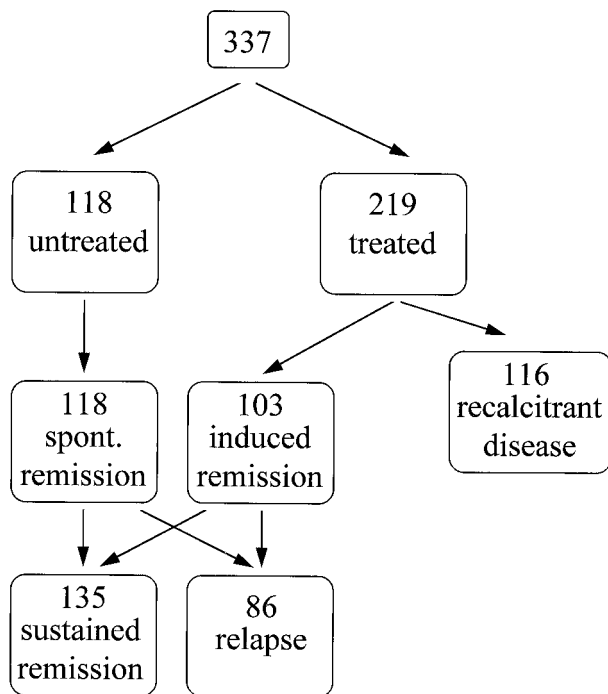 337
118
untreated
219
treated
118
spont.
remission
103
induced
remission
116
recalcitrant
disease
135
sustained
remission
86
relapse